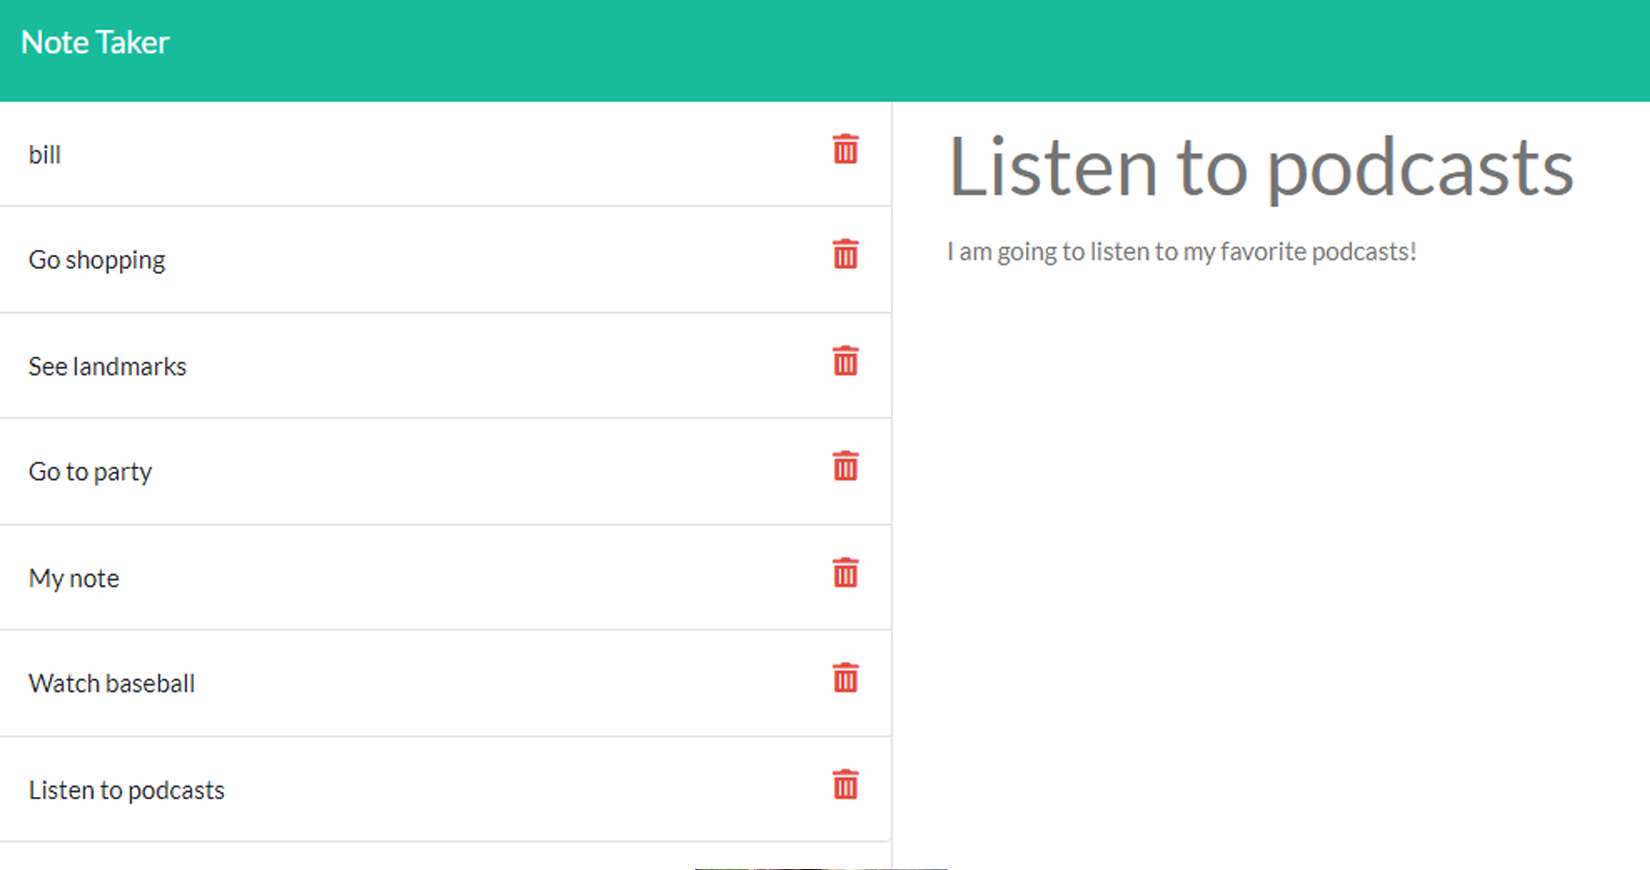 Note Taker
bill
Go shopping
See landmarks
Go to party
My note
Watch baseball
Listen to podcasts
Listen to podcasts
I am going to listen to my favorite podcasts!